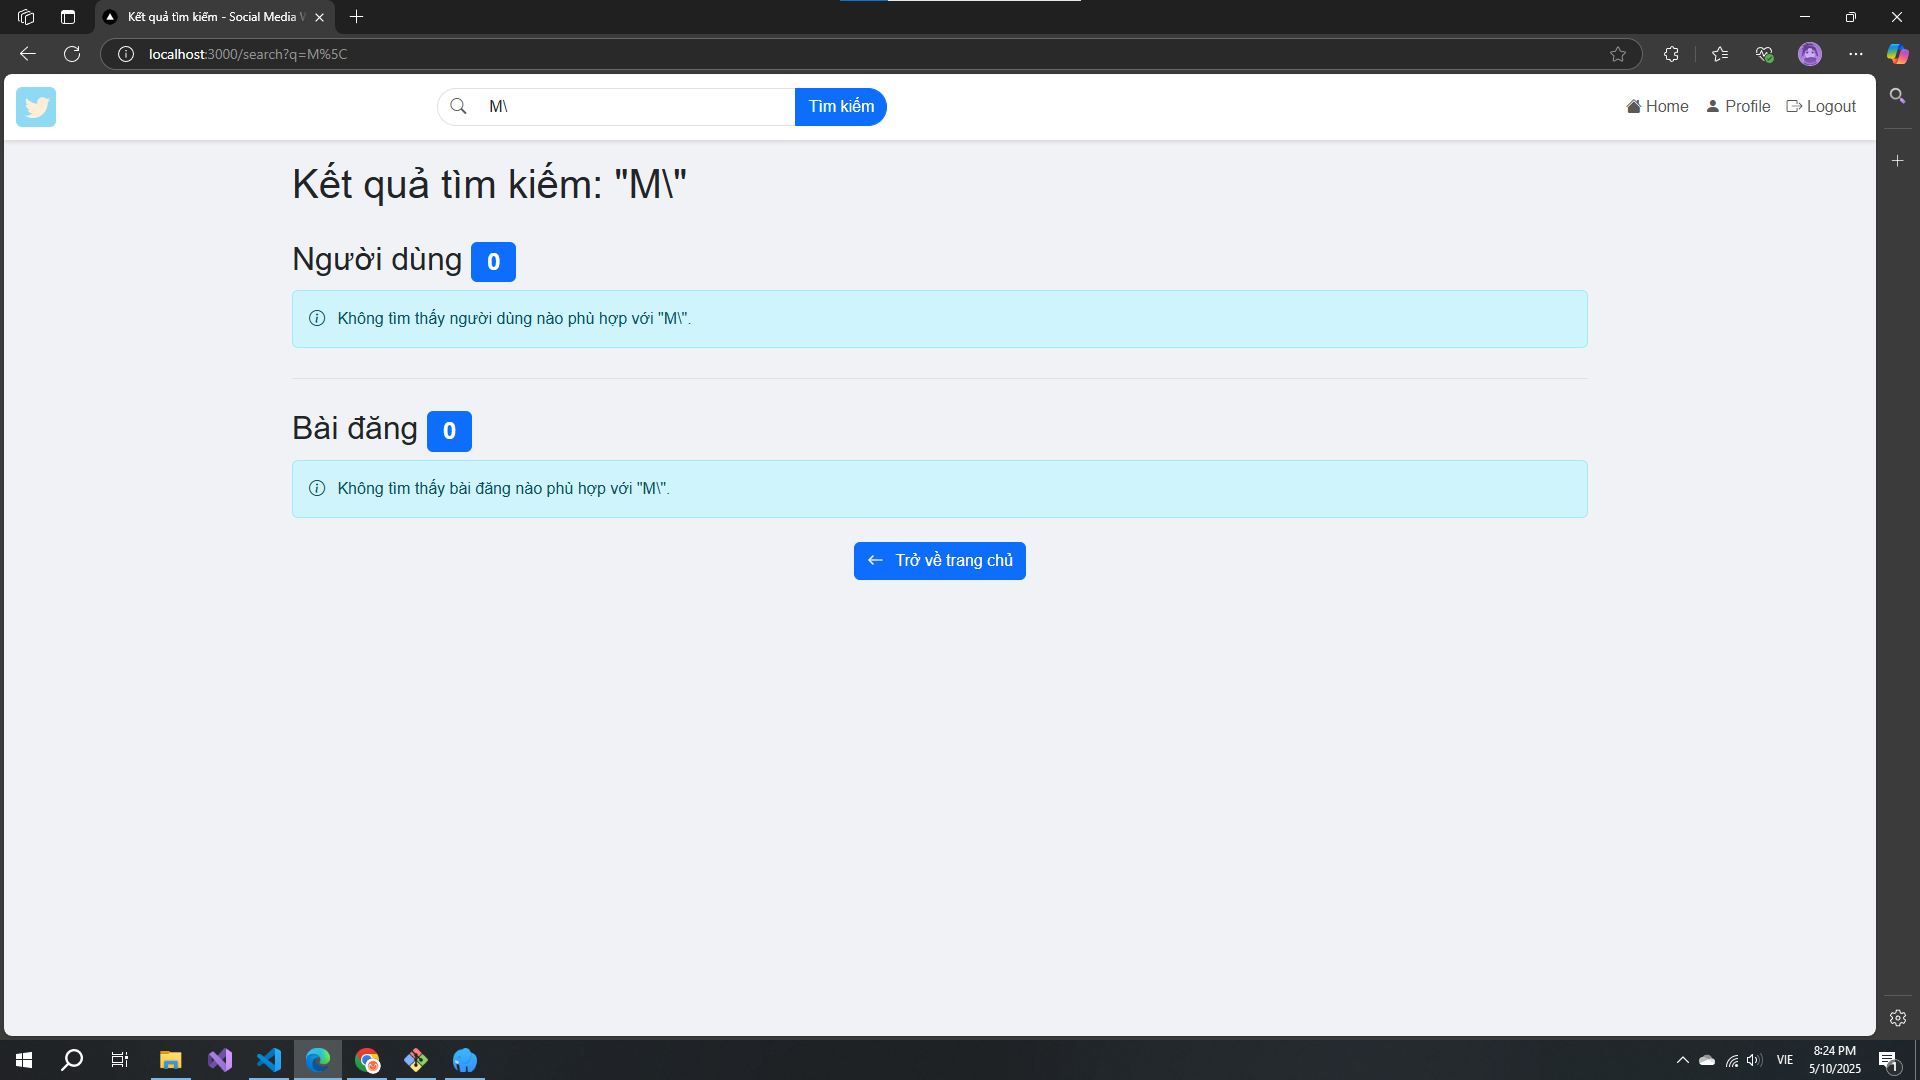 Kết quả tìm kiếm - Social Media W
localhost:3000/search?q=M%5C
M\
Tìm kiếm
Home
Profile
Logout
Kết quả tìm kiếm: "M\"
Người dùng 0
Không tìm thấy người dùng nào phù hợp với "M\".
Bài đăng 0
Không tìm thấy bài đăng nào phù hợp với "M\".
Trở về trang chủ
VIE
8:24 PM
5/10/2025
1